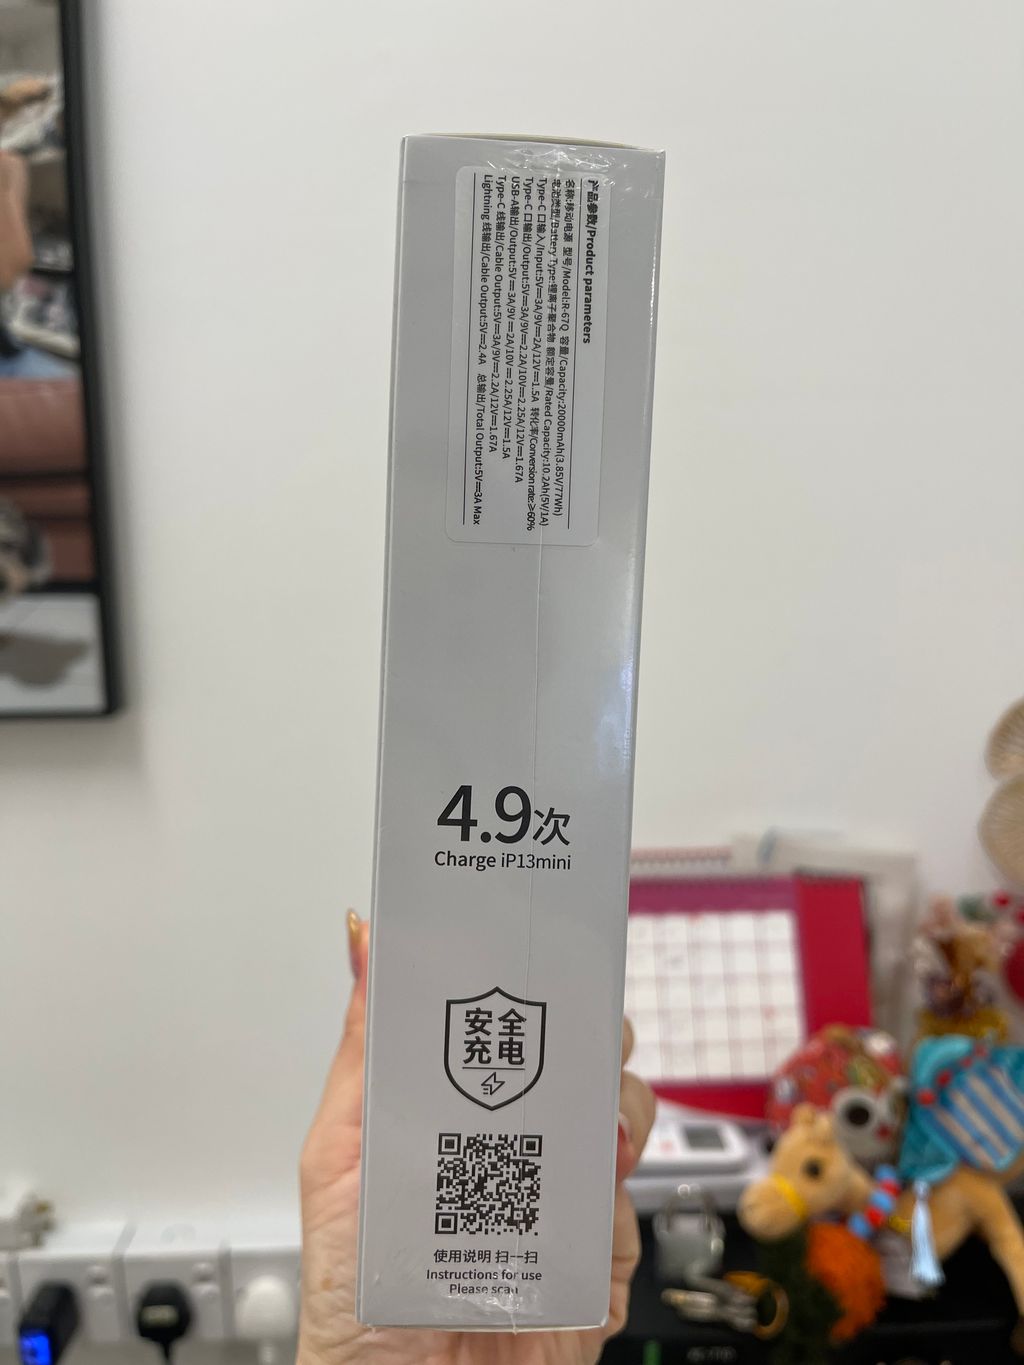 产品参数/Product parameters
名称:移动电源 型号/Model:R-67Q 容量/Capacity:20000mAh(3.85V/77Wh)
电池类型/Battery Type:锂离子聚合物 额定容量/Rated Capacity:10.2Ah(5V/1A)
Type-C 口输入/Input:5V⎓3A/9V⎓2A/12V⎓1.5A 转化率/Conversion rate:≥60%
Type-C 口输出/Output:5V⎓3A/9V⎓2.2A/10V⎓2.25A/12V⎓1.67A
USB-A输出/Output:5V⎓3A/9V⎓2A/10V⎓2.25A/12V⎓1.5A
Type-C 线输出/Cable Output:5V⎓3A/9V⎓2.2A/12V⎓1.67A
Lightning 线输出/Cable Output:5V⎓2.4A 总输出/Total Output:5V⎓3A Max
4.9次
Charge iP13mini
安全
充电
使用说明 扫一扫
Instructions for use
Please scan